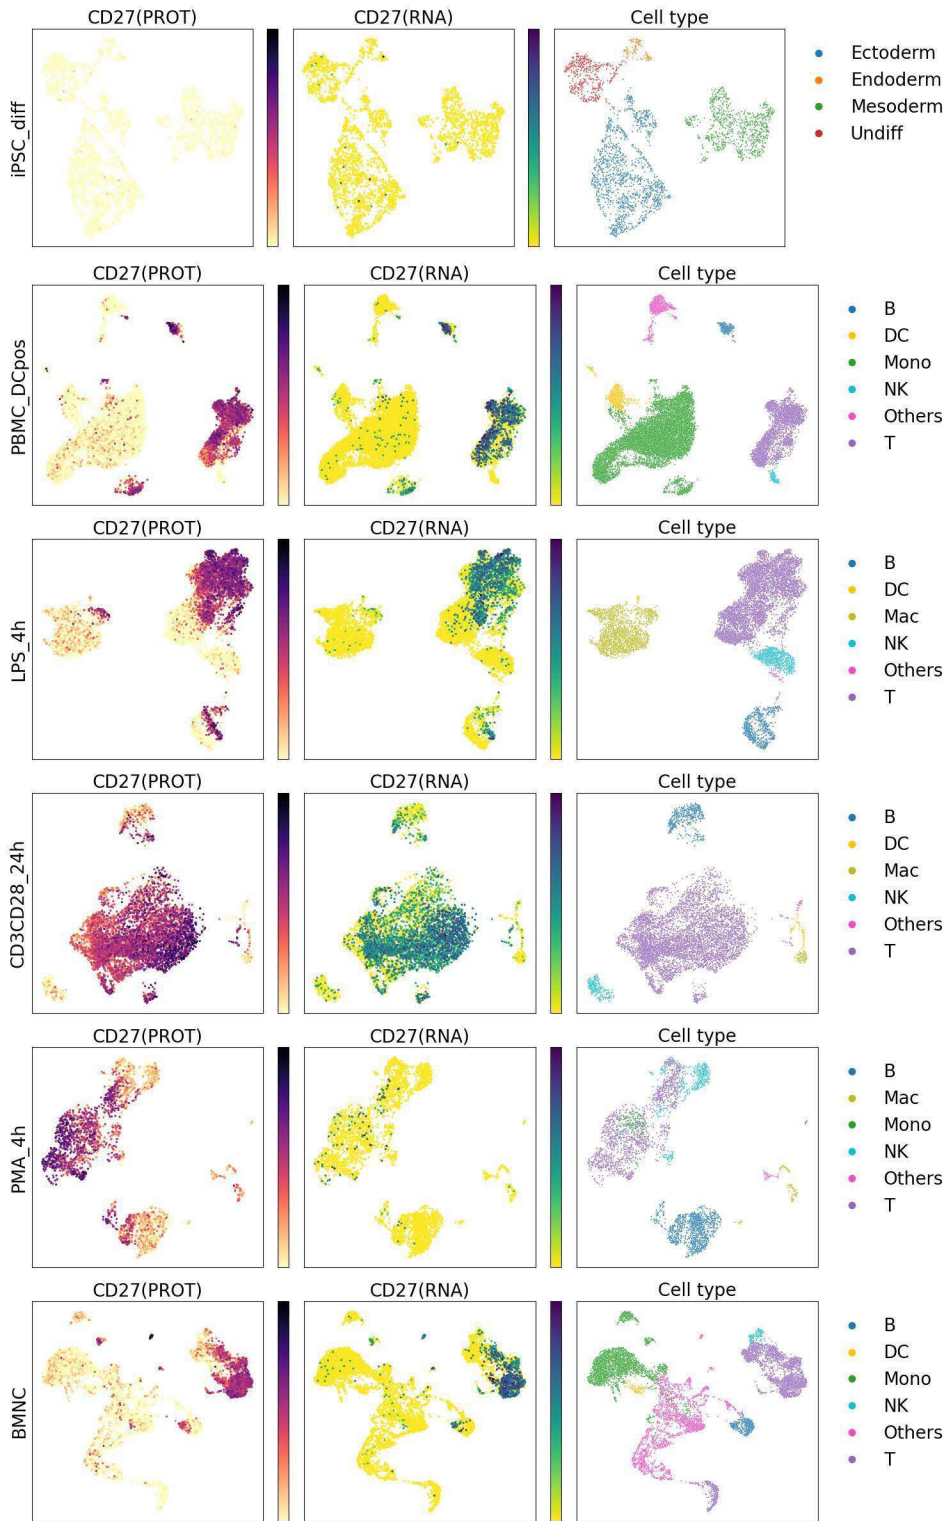 CD27(PROT) CD27(RNA) Cell type
iPSC_diff
Ectoderm
Endoderm
Mesoderm
Undiff
CD27(PROT) CD27(RNA) Cell type
PBMC_DCpos
B
DC
Mono
NK
Others
T
CD27(PROT) CD27(RNA) Cell type
LPS_4h
B
DC
Mac
NK
Others
T
CD27(PROT) CD27(RNA) Cell type
CD3CD28_24h
B
DC
Mac
NK
Others
T
CD27(PROT) CD27(RNA) Cell type
PMA_4h
B
Mac
Mono
NK
Others
T
CD27(PROT) CD27(RNA) Cell type
BMNC
B
DC
Mono
NK
Others
T